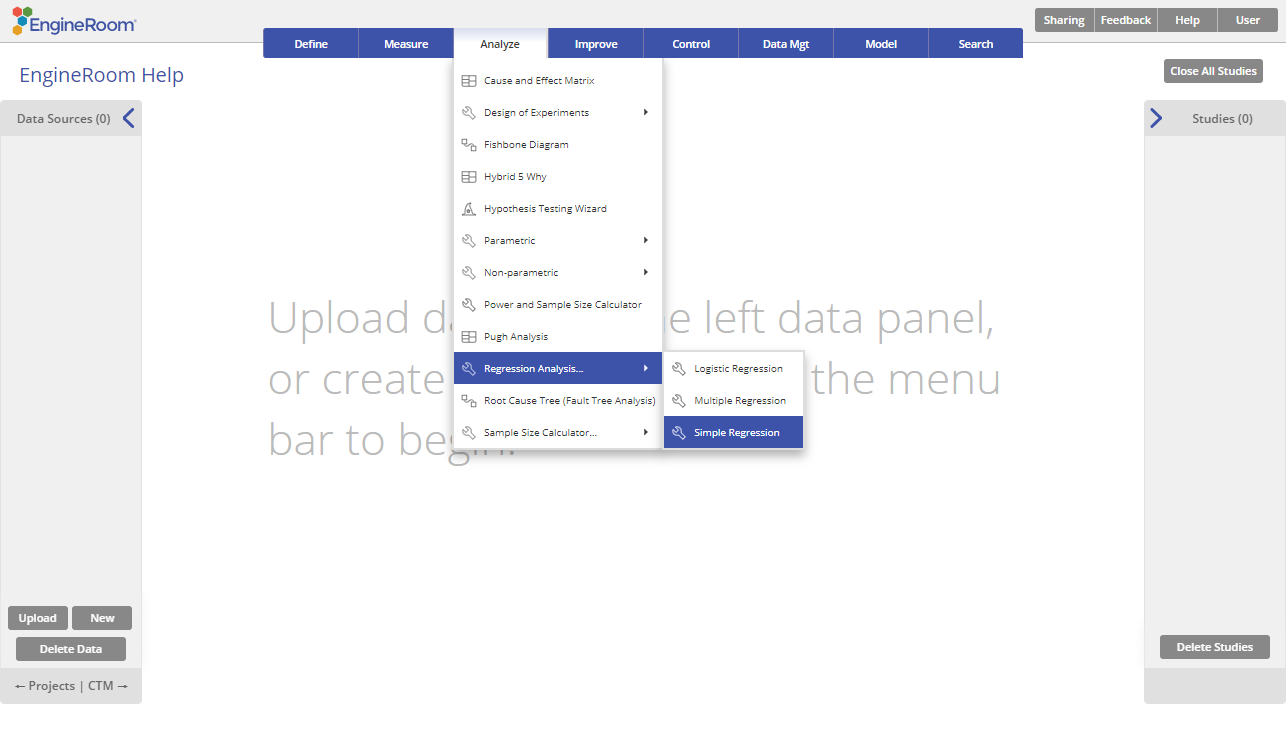 EngineRoom
Sharing
Feedback
Help
User
Define
Measure
Analyze
Improve
Control
Data Mgt
Model
Search
EngineRoom Help
Close All Studies
Data Sources (0)
Studies (0)
Cause and Effect Matrix
Design of Experiments
Fishbone Diagram
Hybrid 5 Why
Hypothesis Testing Wizard
Parametric
Non-parametric
Power and Sample Size Calculator
Pugh Analysis
Regression Analysis...
Root Cause Tree (Fault Tree Analysis)
Sample Size Calculator...
Logistic Regression
Multiple Regression
Simple Regression
Upload left data panel,
or create the menu
bar to begin.
Upload
New
Delete Data
← Projects | CTM →
Delete Studies